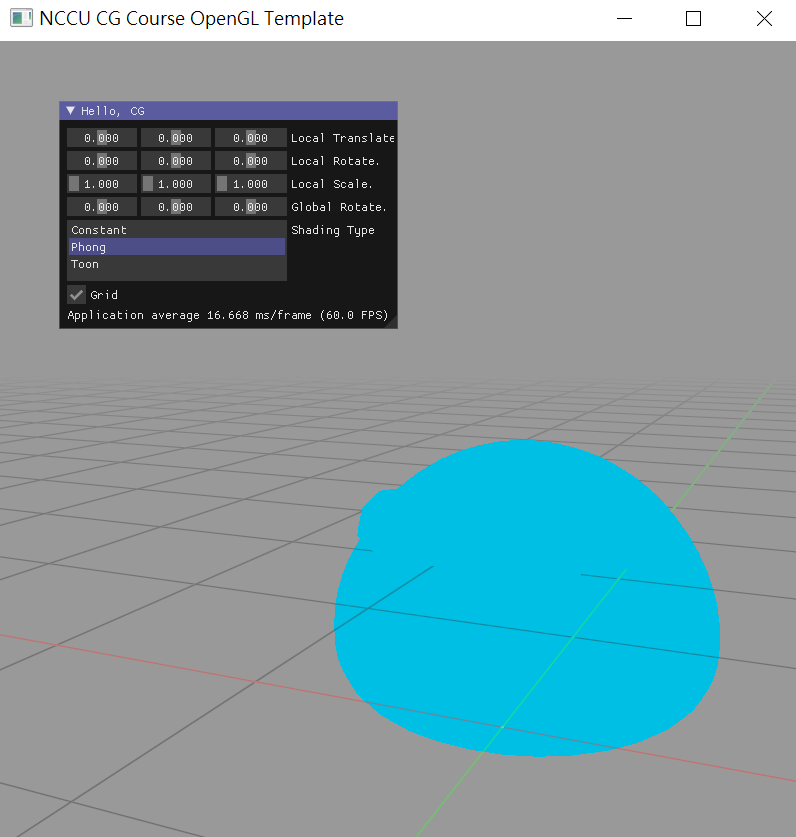 NCCU CG Course OpenGL Template
Hello, CG
0.000 0.000 0.000 Local Translate
0.000 0.000 0.000 Local Rotate.
1.000 1.000 1.000 Local Scale.
0.000 0.000 0.000 Global Rotate.
Constant Shading Type
Phong
Toon
Grid
Application average 16.668 ms/frame (60.0 FPS)